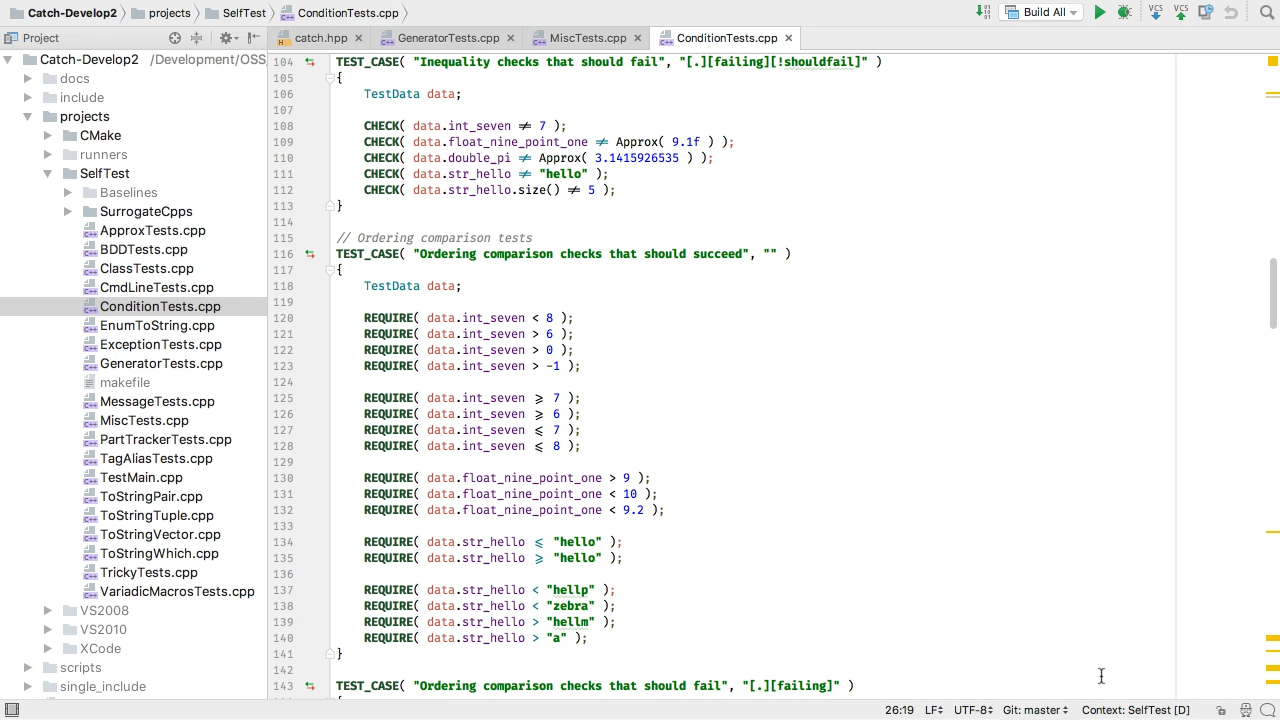 Catch-Develop2 projects SelfTest ConditionTests.cpp Build All VCS VCS
Project catch.hpp GeneratorTests.cpp MiscTests.cpp ConditionTests.cpp
Catch-Develop2 /Development/OSS
docs
include
projects
CMake
runners
SelfTest
Baselines
SurrogateCpps
ApproxTests.cpp
BDDTests.cpp
ClassTests.cpp
CmdLineTests.cpp
ConditionTests.cpp
EnumToString.cpp
ExceptionTests.cpp
GeneratorTests.cpp
makefile
MessageTests.cpp
MiscTests.cpp
PartTrackerTests.cpp
TagAliasTests.cpp
TestMain.cpp
ToStringPair.cpp
ToStringTuple.cpp
ToStringVector.cpp
ToStringWhich.cpp
TrickyTests.cpp
VariadicMacrosTests.cpp
VS2008
VS2010
XCode
scripts
single_include
104 TEST_CASE( "Inequality checks that should fail", "[.][failing][!shouldfail]" )
105 {
106 TestData data;
107
108 CHECK( data.int_seven ≠ 7 );
109 CHECK( data.float_nine_point_one ≠ Approx( 9.1f ) );
110 CHECK( data.double_pi ≠ Approx( 3.1415926535 ) );
111 CHECK( data.str_hello ≠ "hello" );
112 CHECK( data.str_hello.size() ≠ 5 );
113 }
114
115 // Ordering comparison tests
116 TEST_CASE( "Ordering comparison checks that should succeed", "" )
117 {
118 TestData data;
119
120 REQUIRE( data.int_seven < 8 );
121 REQUIRE( data.int_seven > 6 );
122 REQUIRE( data.int_seven > 0 );
123 REQUIRE( data.int_seven > -1 );
124
125 REQUIRE( data.int_seven ⩾ 7 );
126 REQUIRE( data.int_seven ⩾ 6 );
127 REQUIRE( data.int_seven ⩽ 7 );
128 REQUIRE( data.int_seven ⩽ 8 );
129
130 REQUIRE( data.float_nine_point_one > 9 );
131 REQUIRE( data.float_nine_point_one < 10 );
132 REQUIRE( data.float_nine_point_one < 9.2 );
133
134 REQUIRE( data.str_hello ⩽ "hello" );
135 REQUIRE( data.str_hello ⩾ "hello" );
136
137 REQUIRE( data.str_hello < "hellp" );
138 REQUIRE( data.str_hello < "zebra" );
139 REQUIRE( data.str_hello > "hellm" );
140 REQUIRE( data.str_hello > "a" );
141 }
142
143 TEST_CASE( "Ordering comparison checks that should fail", "[.][failing]" )
26:19 LF UTF-8 Git: master Context: SelfTest [D]